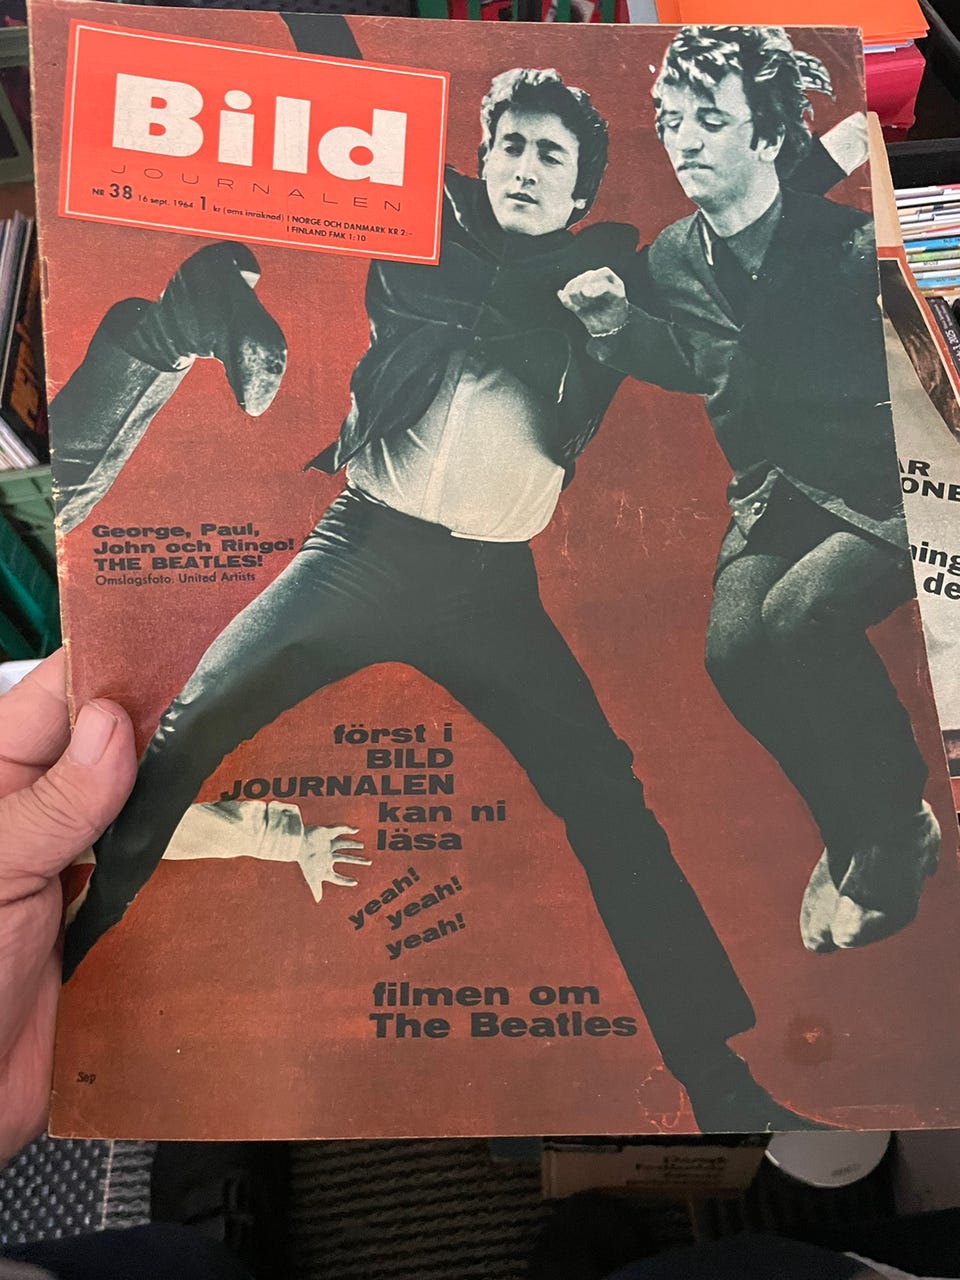 Bild
JOURNALEN
NR 38 16 sept. 1964 1 kr (oms inräknad) I NORGE OCH DANMARK KR 2:-
I FINLAND FMK 1:10
George, Paul,
John och Ringo!
THE BEATLES!
Omslagsfoto: United Artists
först i
BILD
JOURNALEN
kan ni
läsa
yeah!
yeah!
yeah!
filmen om
The Beatles
Sep